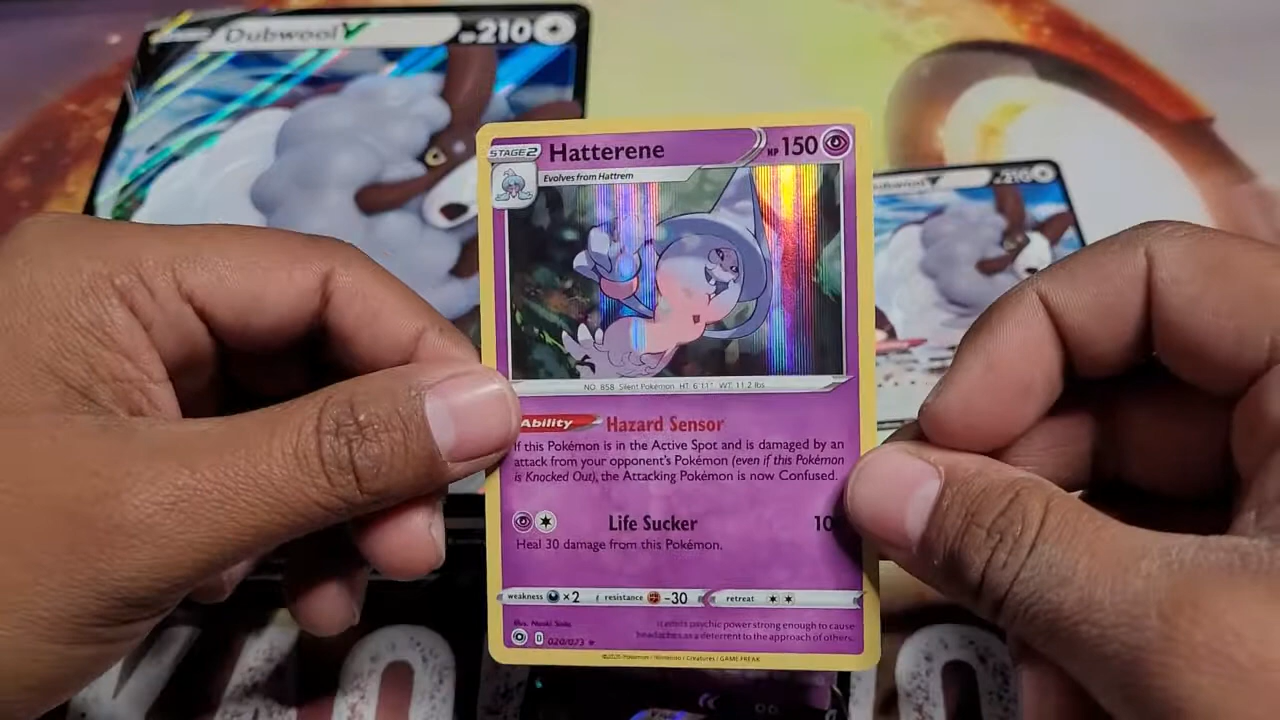 Dubwool V
210
STAGE 2
Hatterene
HP 150
Evolves from Hattrem
210
NO. 858 Silent Pokémon HT: 6'11" WT: 11.2 lbs
Ability
Hazard Sensor
If this Pokémon is in the Active Spot and is damaged by an
attack from your opponent's Pokémon (even if this Pokémon
is Knocked Out), the Attacking Pokémon is now Confused.
Life Sucker
10
Heal 30 damage from this Pokémon.
weakness ×2
resistance -30
retreat
Illus. Naoki Saito
It emits psychic power strong enough to cause
headaches as a deterrent to the approach of others.
D
020/073
©2020 Pokémon / Nintendo / Creatures / GAME FREAK